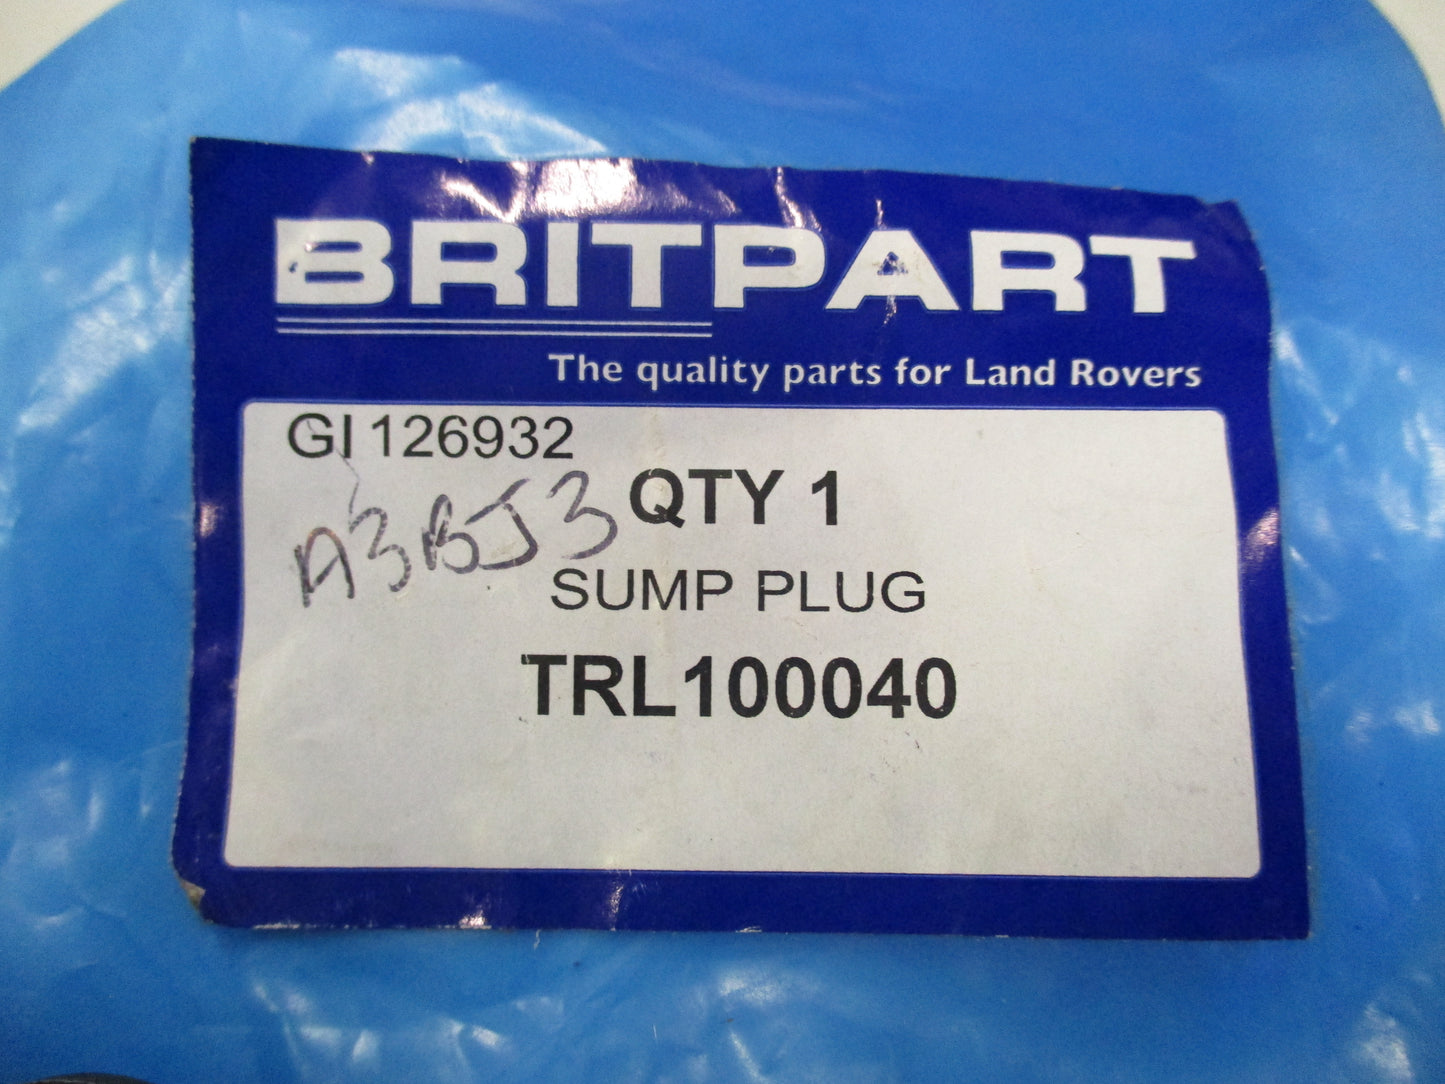 BRITPART
The quality parts for Land Rovers
GI 126932
QTY 1
A3BJ3
SUMP PLUG
TRL100040